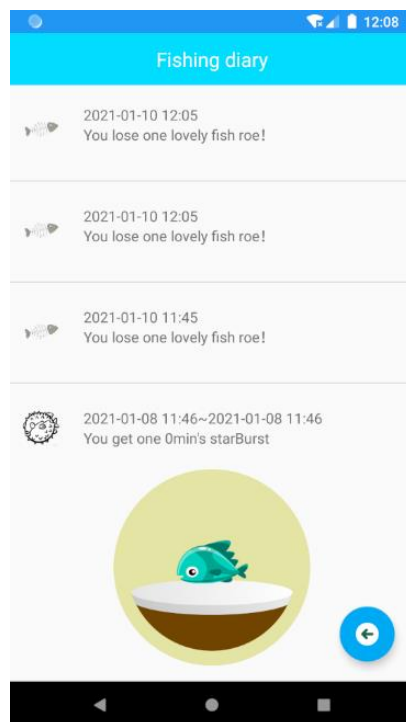 12:08
Fishing diary
2021-01-10 12:05
You lose one lovely fish roe!
2021-01-10 12:05
You lose one lovely fish roe!
2021-01-10 11:45
You lose one lovely fish roe!
2021-01-08 11:46~2021-01-08 11:46
You get one 0min's starBurst